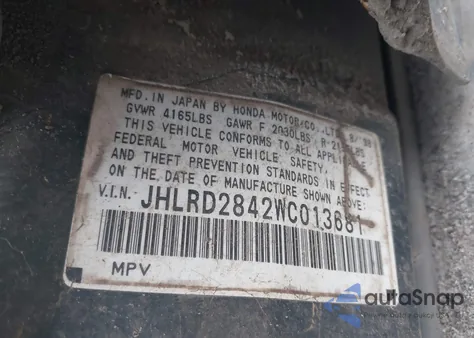 MFD. IN JAPAN BY HONDA MOTOR CO.,LTD.
GVWR 4165LBS GAWR F 2030LBS R
THIS VEHICLE CONFORMS TO ALL
FEDERAL MOTOR VEHICLE SAFETY,
AND THEFT PREVENTION STANDARDS IN EFFECT
ON THE DATE OF MANUFACTURE SHOWN ABOVE.
V.I.N. JHLRD2842WC013681
MPV
autoSnap